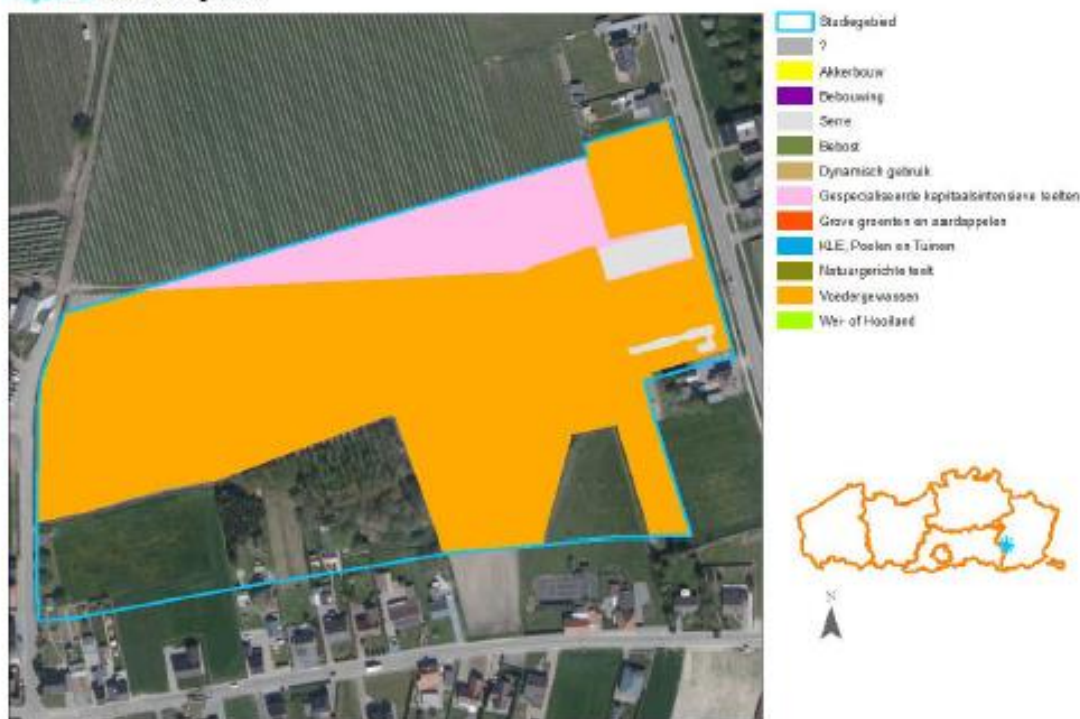 Studiegebied
?
Akkerbouw
Bebouwing
Serre
Bebost
Dynamisch gebruik
Gespecialiseerde kapitaalsintensieve teelten
Grove groenten en aardappelen
KLE, Poelen en Tuinen
Natuurgerichte teelt
Voedergewassen
Wei- of Hooiland
N